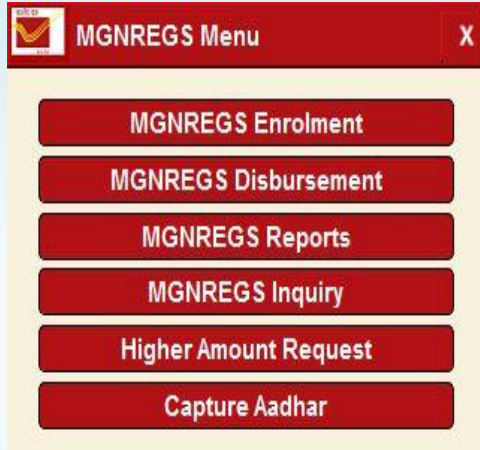 MGNREGS Menu
X
MGNREGS Enrolment
MGNREGS Disbursement
MGNREGS Reports
MGNREGS Inquiry
Higher Amount Request
Capture Aadhar